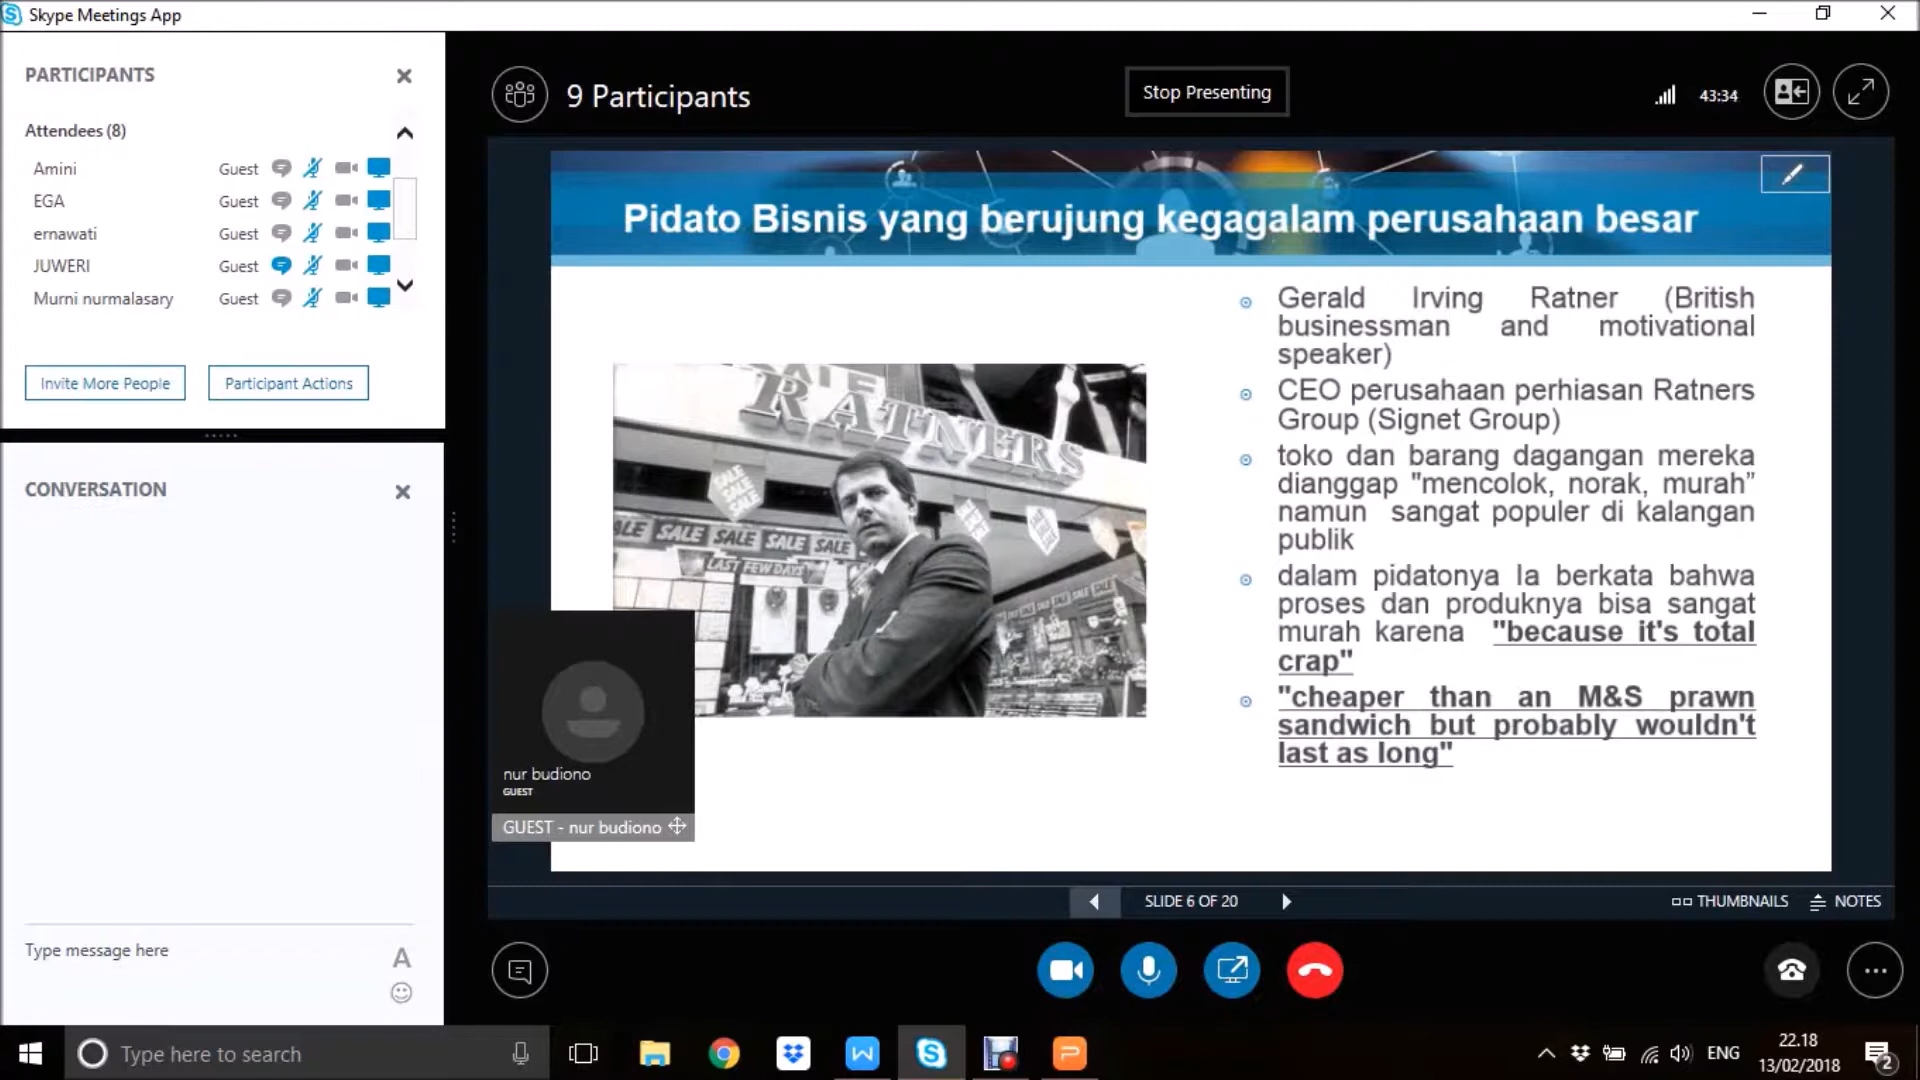 Skype Meetings App
PARTICIPANTS
Attendees (8)
Amini Guest
EGA Guest
ernawati Guest
JUWERI Guest
Murni nurmalasary Guest
Invite More People
Participant Actions
CONVERSATION
Type message here
A
9 Participants
Stop Presenting
43:34
Pidato Bisnis yang berujung kegagalam perusahaan besar
Gerald Irving Ratner (British
businessman and motivational
speaker)
CEO perusahaan perhiasan Ratners
Group (Signet Group)
toko dan barang dagangan mereka
dianggap "mencolok, norak, murah”
namun sangat populer di kalangan
publik
dalam pidatonya Ia berkata bahwa
proses dan produknya bisa sangat
murah karena "because it's total
crap"
"cheaper than an M&S prawn
sandwich but probably wouldn't
last as long"
RATNERS
SALE
SALE
SALE
SALE SALE SALE SALE
LAST FEW DAYS
nur budiono
GUEST
GUEST - nur budiono
SLIDE 6 OF 20
THUMBNAILS
NOTES
Type here to search
ENG
22.18
13/02/2018
2